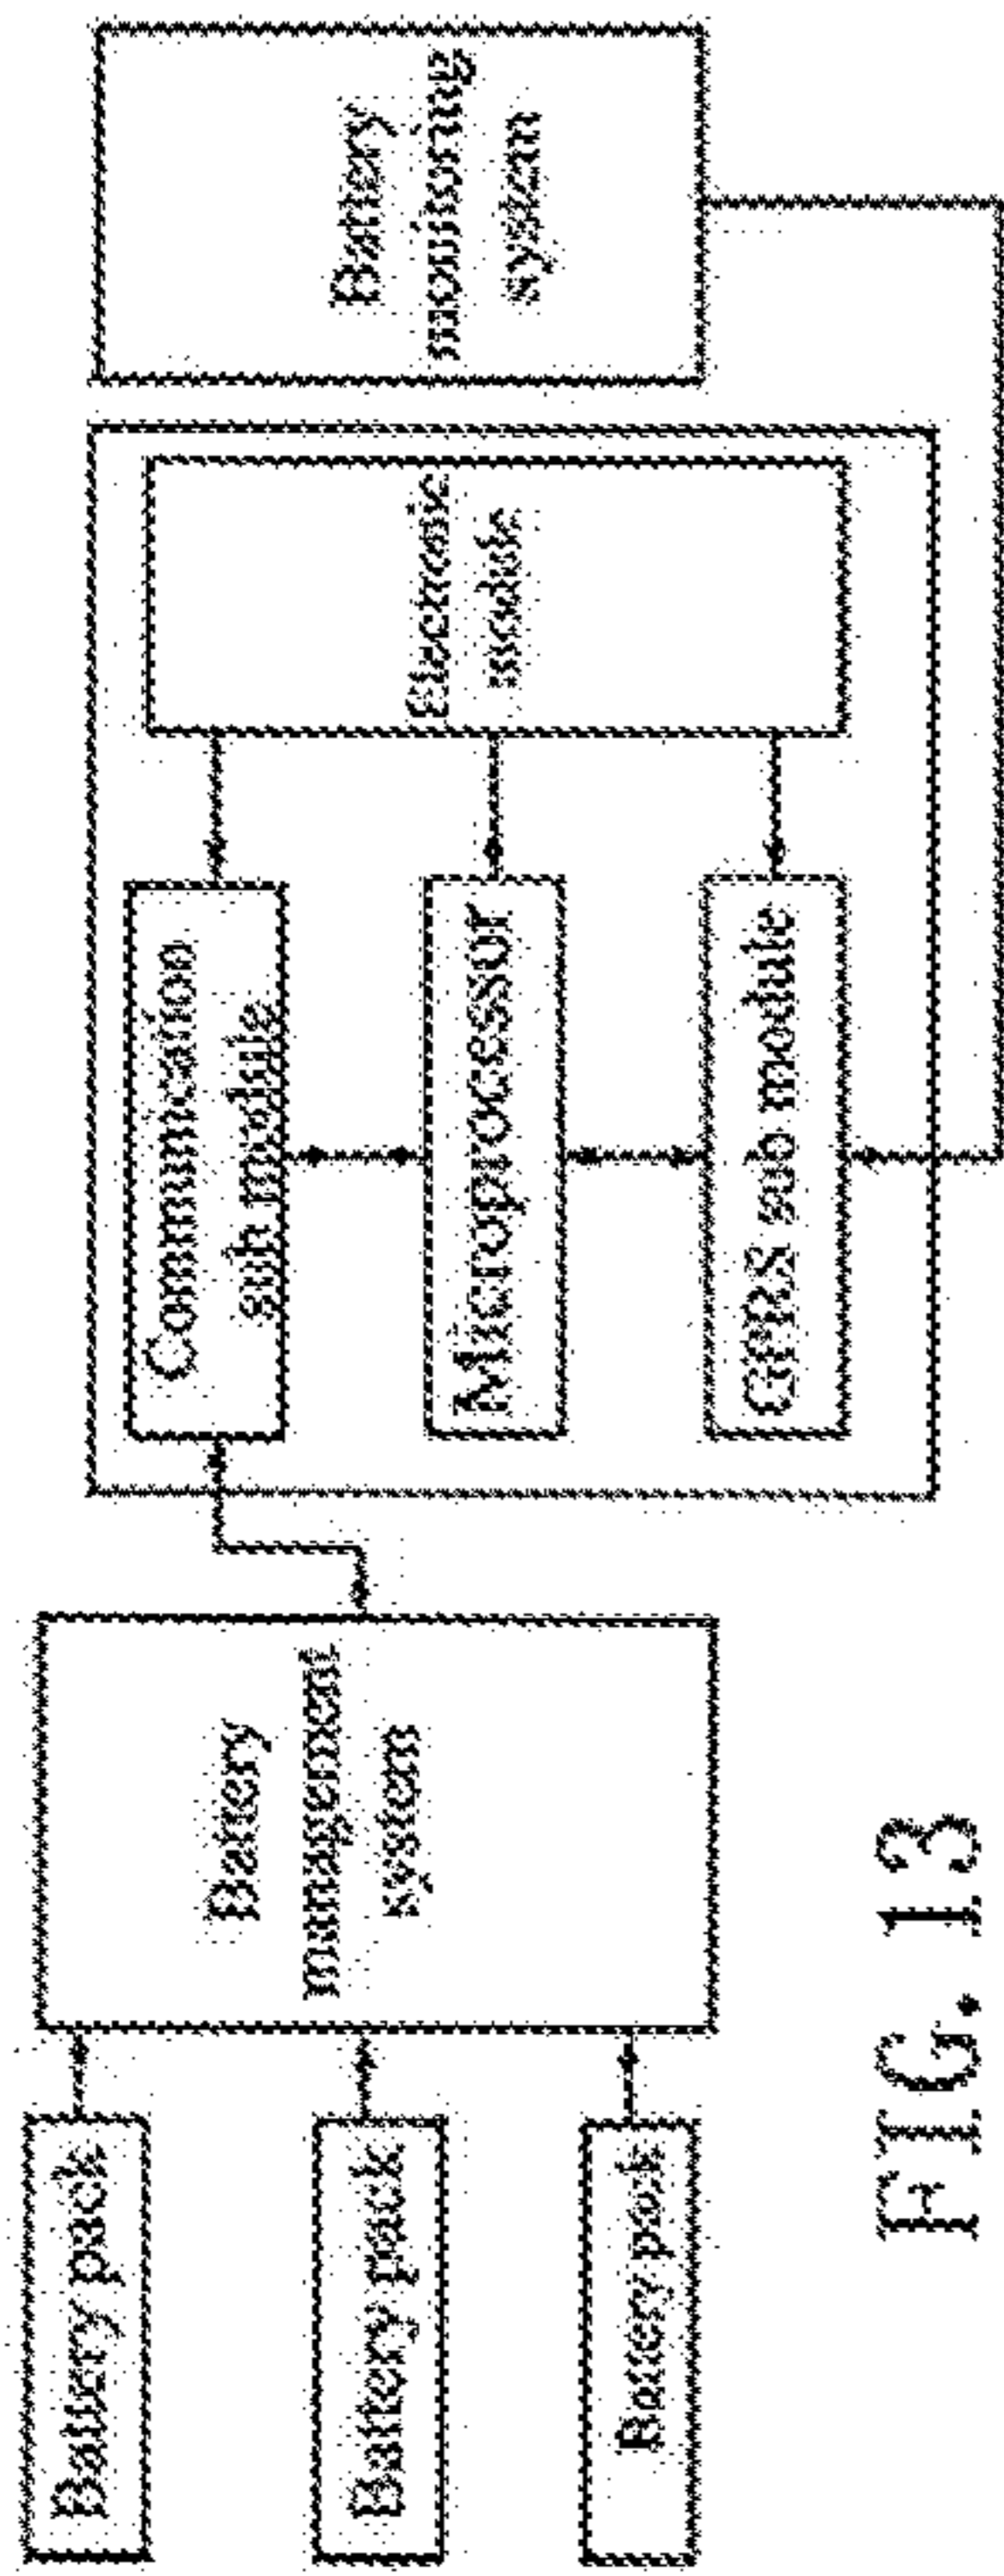 Battery pack
Battery pack
Battery pack
Battery
management
system
Communication
sub module
Microprocessor
GPRS sub module
Electronic
module
Battery
monitoring
system
FIG. 13